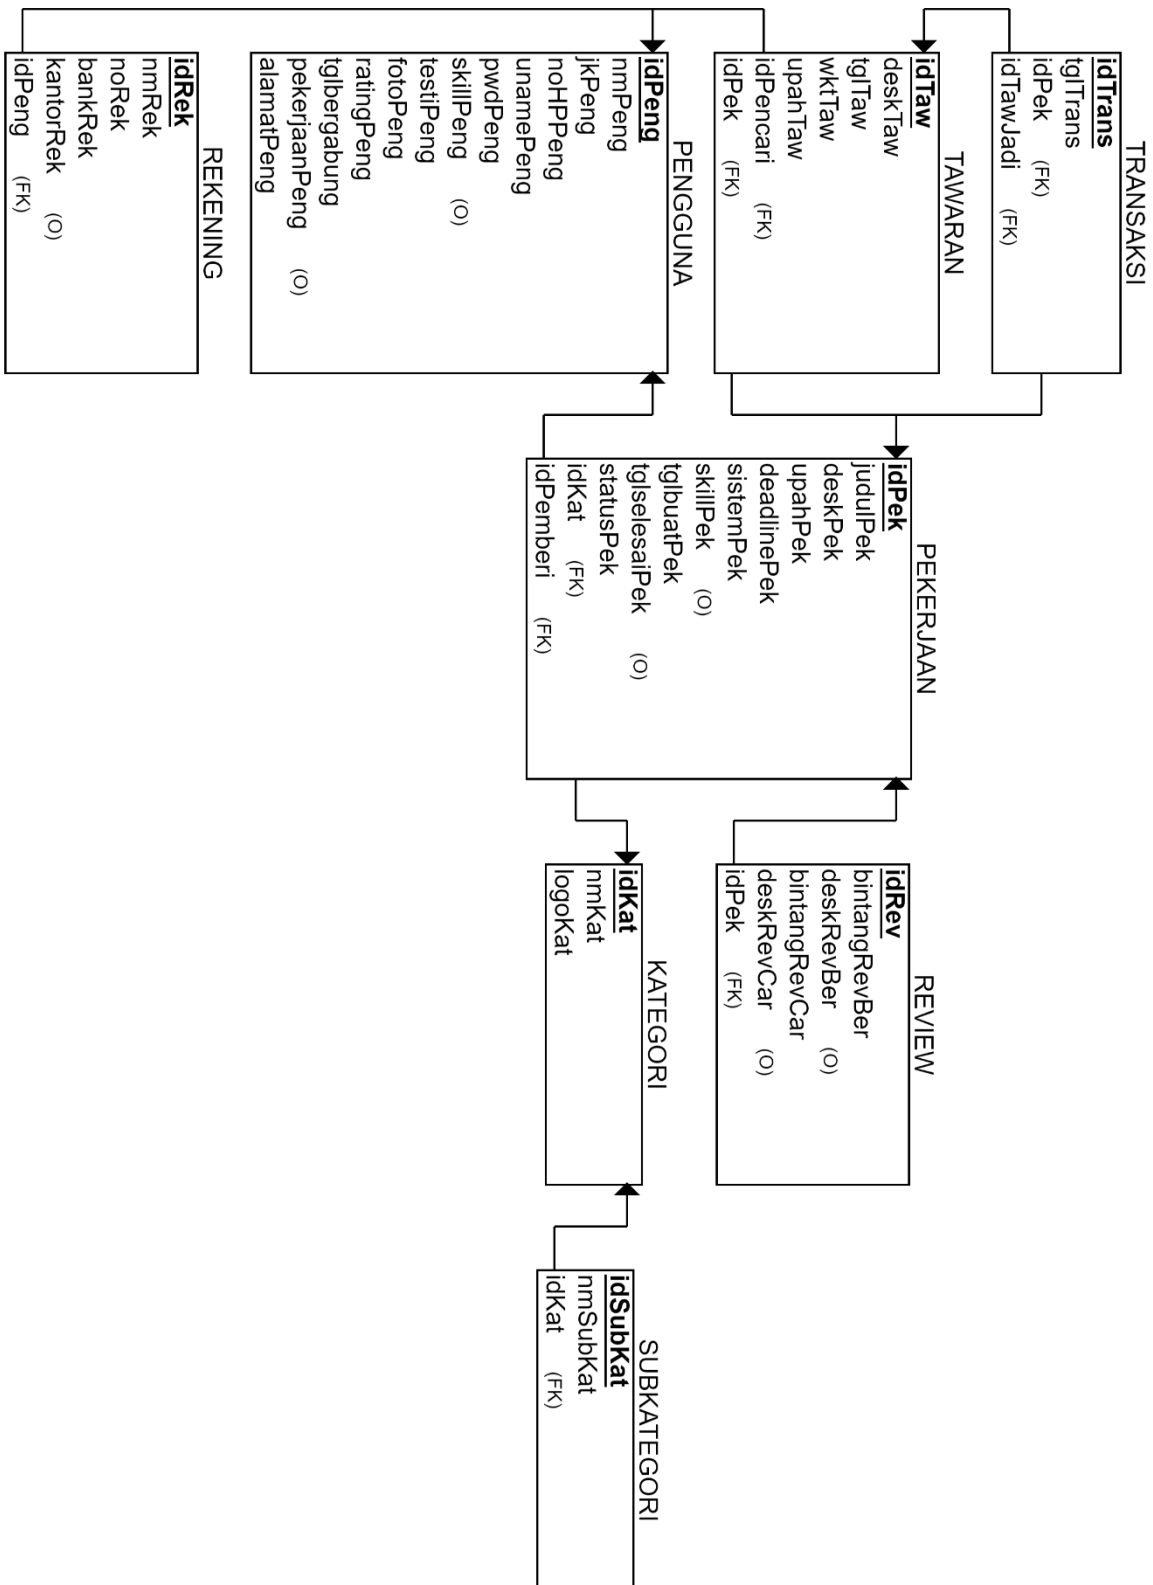 TRANSAKSI
idTrans
tglTrans
idPek (FK)
idTawJadi (FK)
TAWARAN
idTaw
deskTaw
tglTaw
wktTaw
upahTaw
idPencari (FK)
idPek (FK)
PENGGUNA
idPeng
nmPeng
jkPeng
noHPPeng
unamePeng
pwdPeng
skillPeng (O)
testiPeng
fotoPeng
ratingPeng
tglbergabung
pekerjaanPeng (O)
alamatPeng
REKENING
idRek
nmRek
noRek
bankRek
kantorRek (O)
idPeng (FK)
PEKERJAAN
idPek
judulPek
deskPek
upahPek
deadlinePek
sistemPek
skillPek (O)
tglbuatPek
tglselesaiPek (O)
statusPek
idKat (FK)
idPemberi (FK)
REVIEW
idRev
bintangRevBer
deskRevBer (O)
bintangRevCar
deskRevCar (O)
idPek (FK)
KATEGORI
idKat
nmKat
logoKat
SUBKATEGORI
idSubKat
nmSubKat
idKat (FK)